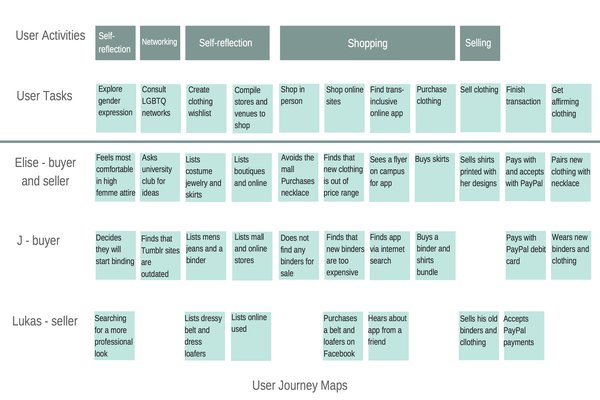 User Activities
Self-
reflection
Networking
Self-reflection
Shopping
Selling
User Tasks
Explore
gender
expression
Consult
LGBTQ
networks
Create
clothing
wishlist
Compile
stores and
venues to
shop
Shop in
person
Shop online
sites
Find trans-
inclusive
online app
Purchase
clothing
Sell clothing
Finish
transaction
Get
affirming
clothing
Elise - buyer
and seller
Feels most
comfortable
in high
femme attire
Asks
university
club for
ideas
Lists
costume
jewelry and
skirts
Lists
boutiques
and online
Avoids the
mall
Purchases
necklace
Finds that
new clothing
is out of
price range
Sees a flyer
on campus
for app
Buys skirts
Sells shirts
printed with
her designs
Pays with
and accepts
with PayPal
Pairs new
clothing with
necklace
J - buyer
Decides
they will
start binding
Finds that
Tumblr sites
are
outdated
Lists mens
jeans and a
binder
Lists mall
and online
stores
Does not
find any
binders for
sale
Finds that
new binders
are too
expensive
Finds app
via internet
search
Buys a
binder and
shirts
bundle
Pays with
PayPal debit
card
Wears new
binders and
clothing
Lukas - seller
Searching
for a more
professional
look
Lists dressy
belt and
dress
loafers
Lists online
used
Purchases
a belt and
loafers on
Facebook
Hears about
app from a
friend
Sells his old
binders and
cllothing
Accepts
PayPal
payments
User Journey Maps